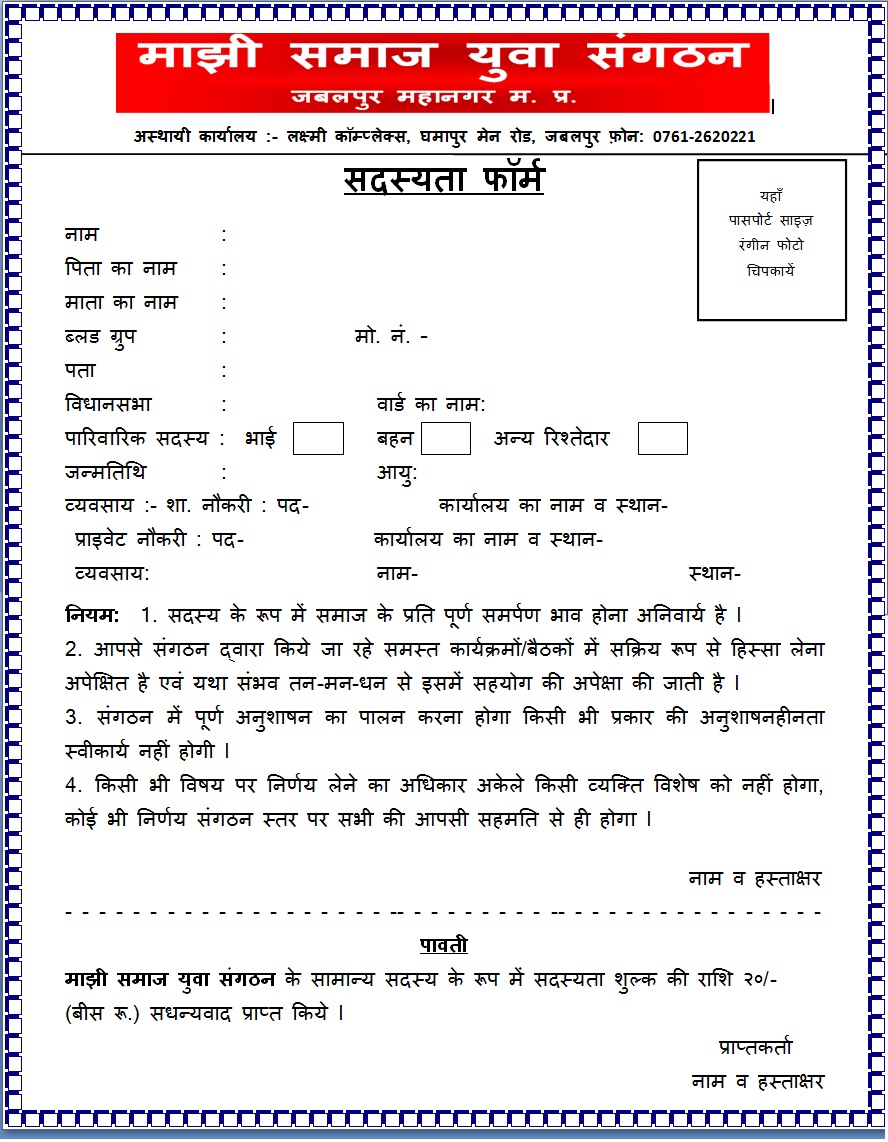 माझी समाज युवा संगठन
जबलपुर महानगर म. प्र.
अस्थायी कार्यालय :- लक्ष्मी कॉम्प्लेक्स, घमापुर मेन रोड, जबलपुर फ़ोन: 0761-2620221
सदस्यता फॉर्म
यहाँ
पासपोर्ट साइज़
रंगीन फोटो
चिपकायें
नाम :
पिता का नाम :
माता का नाम :
ब्लड ग्रुप : मो. नं. -
पता :
विधानसभा : वार्ड का नाम:
पारिवारिक सदस्य : भाई बहन अन्य रिश्तेदार
जन्मतिथि : आयु:
व्यवसाय :- शा. नौकरी : पद- कार्यालय का नाम व स्थान-
प्राइवेट नौकरी : पद- कार्यालय का नाम व स्थान-
व्यवसाय: नाम- स्थान-
नियम: 1. सदस्य के रूप में समाज के प्रति पूर्ण समर्पण भाव होना अनिवार्य है |
2. आपसे संगठन द्वारा किये जा रहे समस्त कार्यक्रमों/बैठकों में सक्रिय रूप से हिस्सा लेना
अपेक्षित है एवं यथा संभव तन-मन-धन से इसमें सहयोग की अपेक्षा की जाती है |
3. संगठन में पूर्ण अनुशाषन का पालन करना होगा किसी भी प्रकार की अनुशाषनहीनता
स्वीकार्य नहीं होगी |
4. किसी भी विषय पर निर्णय लेने का अधिकार अकेले किसी व्यक्ति विशेष को नहीं होगा,
कोई भी निर्णय संगठन स्तर पर सभी की आपसी सहमति से ही होगा |
नाम व हस्ताक्षर
पावती
माझी समाज युवा संगठन के सामान्य सदस्य के रूप में सदस्यता शुल्क की राशि २०/-
(बीस रू.) सधन्यवाद प्राप्त किये |
प्राप्तकर्ता
नाम व हस्ताक्षर